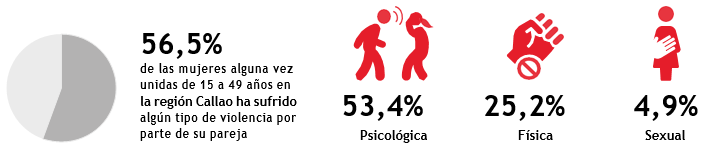 56,5%
de las mujeres alguna vez
unidas de 15 a 49 años en
la región Callao ha sufrido
algún tipo de violencia por
parte de su pareja
53,4%
Psicológica
25,2%
Física
4,9%
Sexual